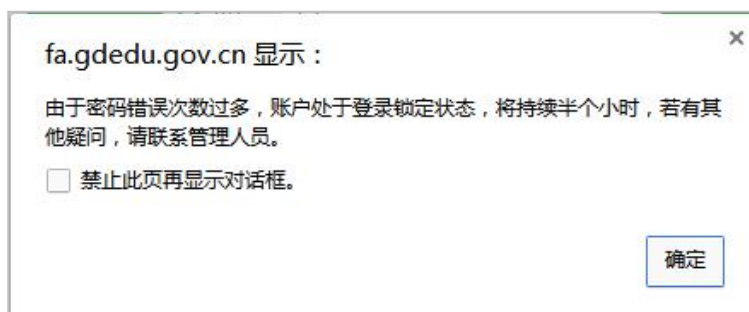 fa.gdedu.gov.cn 显示：
由于密码错误次数过多，账户处于登录锁定状态，将持续半个小时，若有其
他疑问，请联系管理人员。
禁止此页再显示对话框。
确定